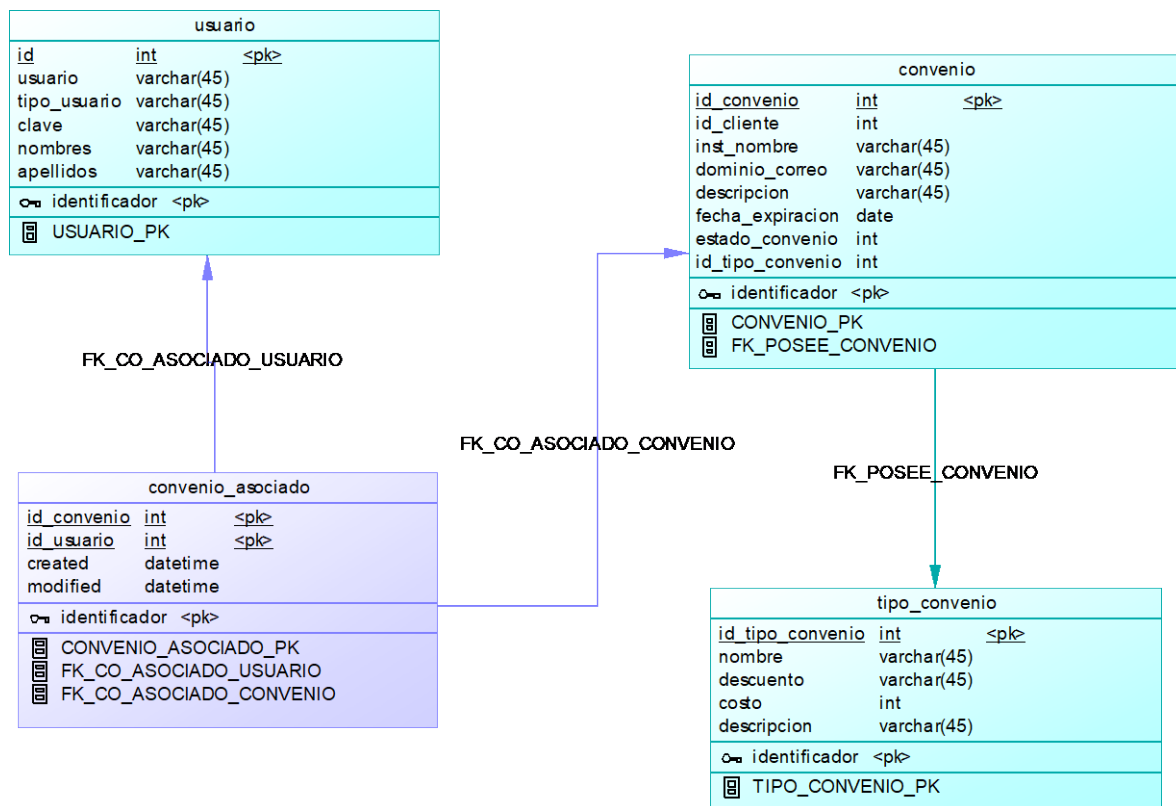 usuario
id int <pk>
usuario varchar(45)
tipo_usuario varchar(45)
clave varchar(45)
nombres varchar(45)
apellidos varchar(45)
identificador <pk>
USUARIO_PK
convenio
id_convenio int <pk>
id_cliente int
inst_nombre varchar(45)
dominio_correo varchar(45)
descripcion varchar(45)
fecha_expiracion date
estado_convenio int
id_tipo_convenio int
identificador <pk>
CONVENIO_PK
FK_POSEE_CONVENIO
FK_CO_ASOCIADO_USUARIO
FK_CO_ASOCIADO_CONVENIO
FK_POSEE_CONVENIO
convenio_asociado
id_convenio int <pk>
id_usuario int <pk>
created datetime
modified datetime
identificador <pk>
CONVENIO_ASOCIADO_PK
FK_CO_ASOCIADO_USUARIO
FK_CO_ASOCIADO_CONVENIO
tipo_convenio
id_tipo_convenio int <pk>
nombre varchar(45)
descuento varchar(45)
costo int
descripcion varchar(45)
identificador <pk>
TIPO_CONVENIO_PK